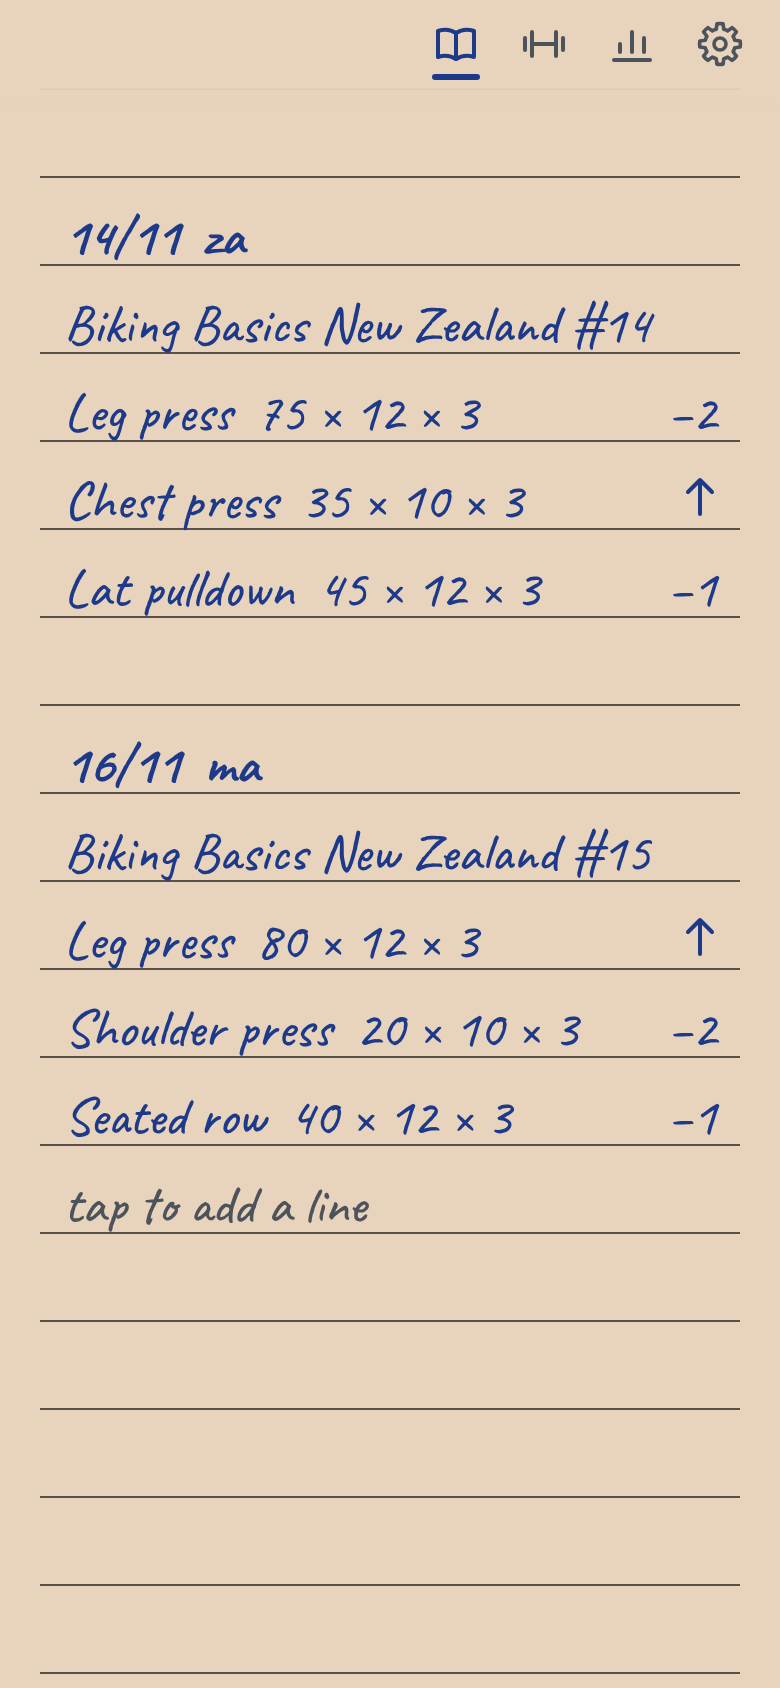 14/11 za
Biking Basics New Zealand #14
Leg press 75 × 12 × 3 −2
Chest press 35 × 10 × 3 ↑
Lat pulldown 45 × 12 × 3 −1
16/11 ma
Biking Basics New Zealand #15
Leg press 80 × 12 × 3 ↑
Shoulder press 20 × 10 × 3 −2
Seated row 40 × 12 × 3 −1
tap to add a line